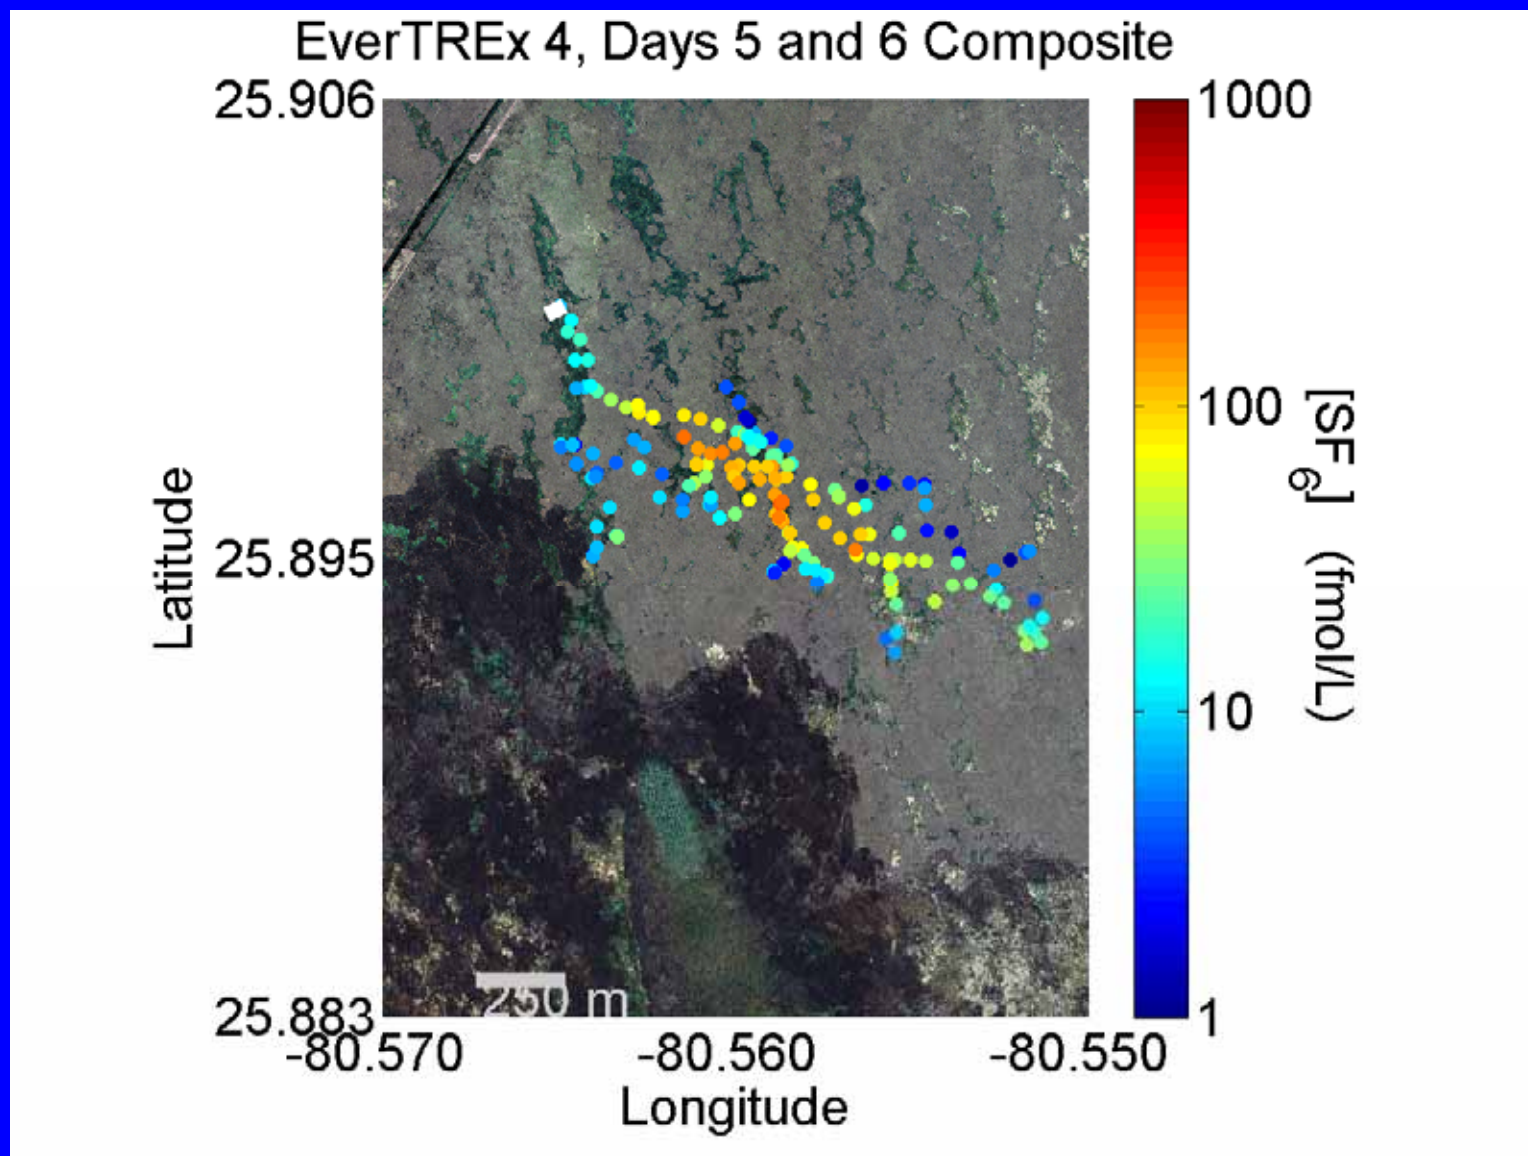 EverTREx 4, Days 5 and 6 Composite
25.906
25.895
25.883
Latitude
-80.570
-80.560
-80.550
Longitude
250 m
1000
100
10
1
[SF6] (fmol/L)